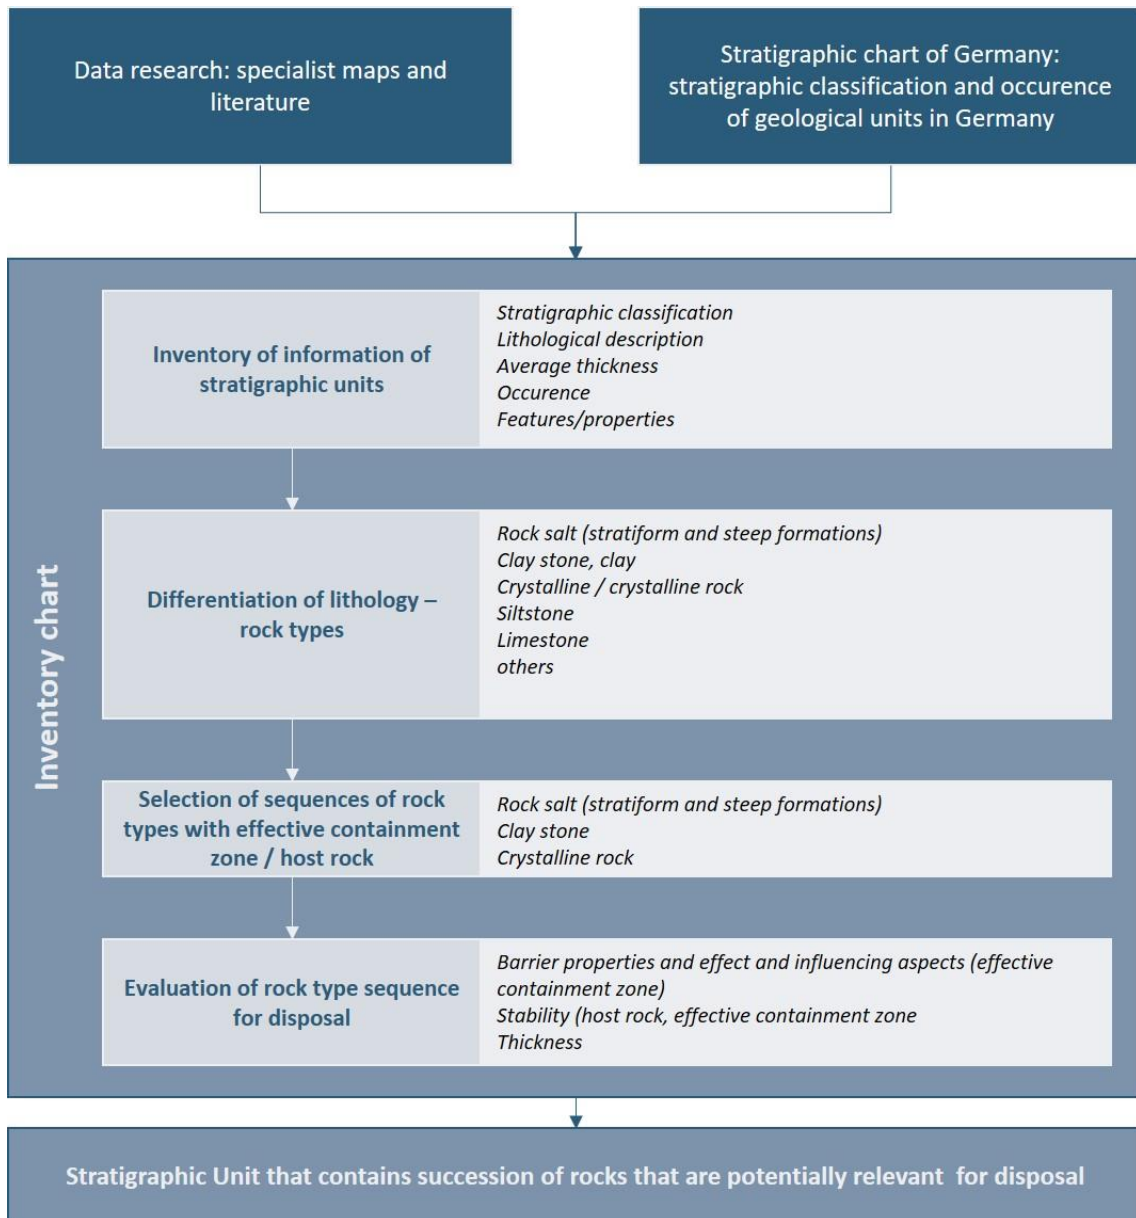 Data research: specialist maps and
literature
Stratigraphic chart of Germany:
stratigraphic classification and occurence
of geological units in Germany
Inventory chart
Inventory of information of
stratigraphic units
Stratigraphic classification
Lithological description
Average thickness
Occurence
Features/properties
Differentiation of lithology –
rock types
Rock salt (stratiform and steep formations)
Clay stone, clay
Crystalline / crystalline rock
Siltstone
Limestone
others
Selection of sequences of rock
types with effective containment
zone / host rock
Rock salt (stratiform and steep formations)
Clay stone
Crystalline rock
Evaluation of rock type sequence
for disposal
Barrier properties and effect and influencing aspects (effective
containment zone)
Stability (host rock, effective containment zone
Thickness
Stratigraphic Unit that contains succession of rocks that are potentially relevant for disposal